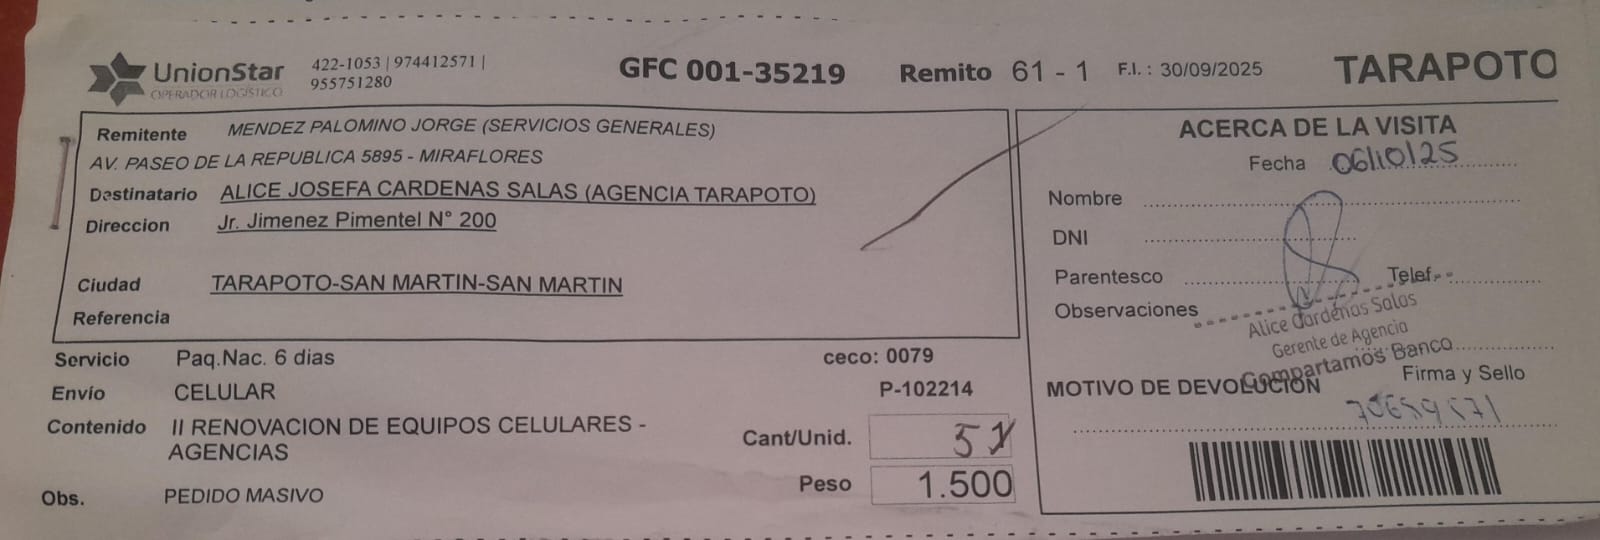 UnionStar
OPERADOR LOGÍSTICO
422-1053 | 974412571 |
955751280
GFC 001-35219
Remito 61 - 1
F.I. : 30/09/2025
TARAPOTO
Remitente MENDEZ PALOMINO JORGE (SERVICIOS GENERALES)
AV. PASEO DE LA REPUBLICA 5895 - MIRAFLORES
Destinatario ALICE JOSEFA CARDENAS SALAS (AGENCIA TARAPOTO)
Direccion Jr. Jimenez Pimentel N° 200
Ciudad TARAPOTO-SAN MARTIN-SAN MARTIN
Referencia
Servicio Paq.Nac. 6 dias
ceco: 0079
Envío CELULAR
P-102214
Contenido II RENOVACION DE EQUIPOS CELULARES -
AGENCIAS
Cant/Unid. 5
Peso 1.500
Obs. PEDIDO MASIVO
ACERCA DE LA VISITA
Fecha 06/10/25
Nombre
DNI
Parentesco Telef.
Observaciones
Alice Cardenas Salas
Gerente de Agencia
Compartamos Banco
Firma y Sello
MOTIVO DE DEVOLUCIÓN